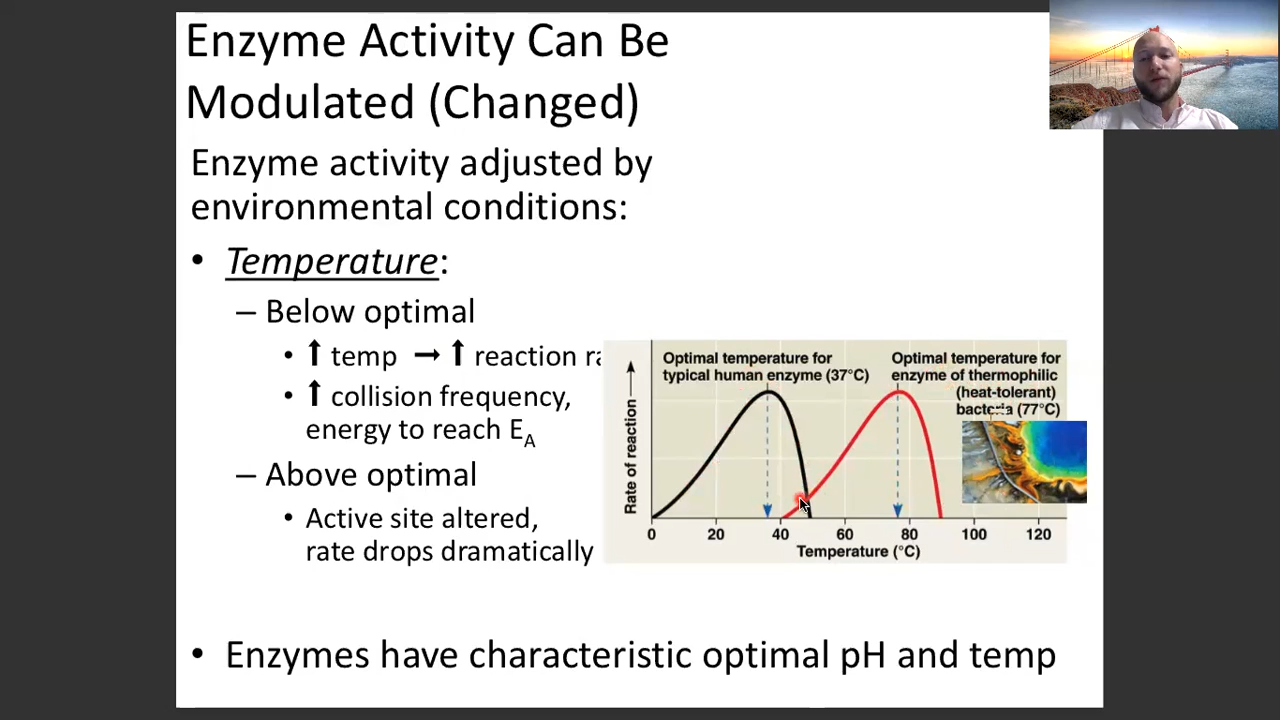 Enzyme Activity Can Be
Modulated (Changed)
Enzyme activity adjusted by
environmental conditions:
• Temperature:
– Below optimal
• ⬆ temp ➞ ⬆ reaction ra
• ⬆ collision frequency,
energy to reach EA
– Above optimal
• Active site altered,
rate drops dramatically
Optimal temperature for
typical human enzyme (37°C)
Optimal temperature for
enzyme of thermophilic
(heat-tolerant)
bacteria (77°C)
Rate of reaction
0 20 40 60 80 100 120
Temperature (°C)
• Enzymes have characteristic optimal pH and temp